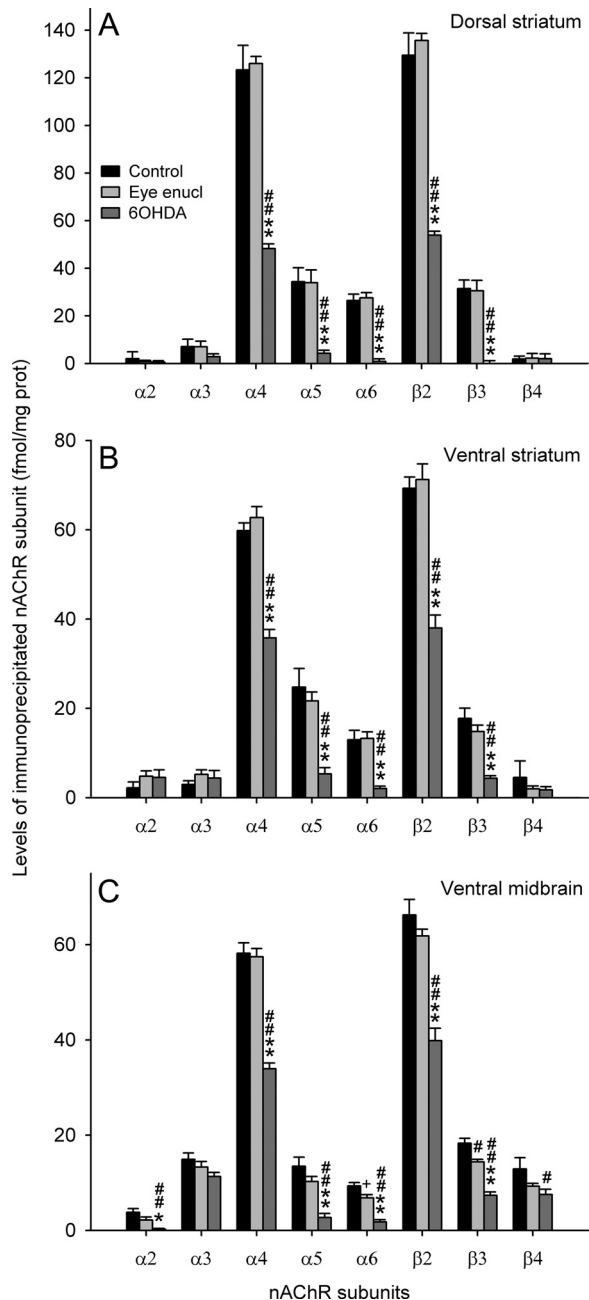 Levels of immunoprecipitated nAChR subunit (fmol/mg prot)
A
Dorsal striatum
140
120
100
80
60
40
20
0
Control
Eye enucl
6OHDA
##**
##**
##**
##**
##**
α2 α3 α4 α5 α6 β2 β3 β4
B
Ventral striatum
80
60
40
20
0
##**
##**
##**
##**
##**
α2 α3 α4 α5 α6 β2 β3 β4
C
Ventral midbrain
60
40
20
0
##*
##**
##**
+
##**
##**
#
##**
#
α2 α3 α4 α5 α6 β2 β3 β4
nAChR subunits